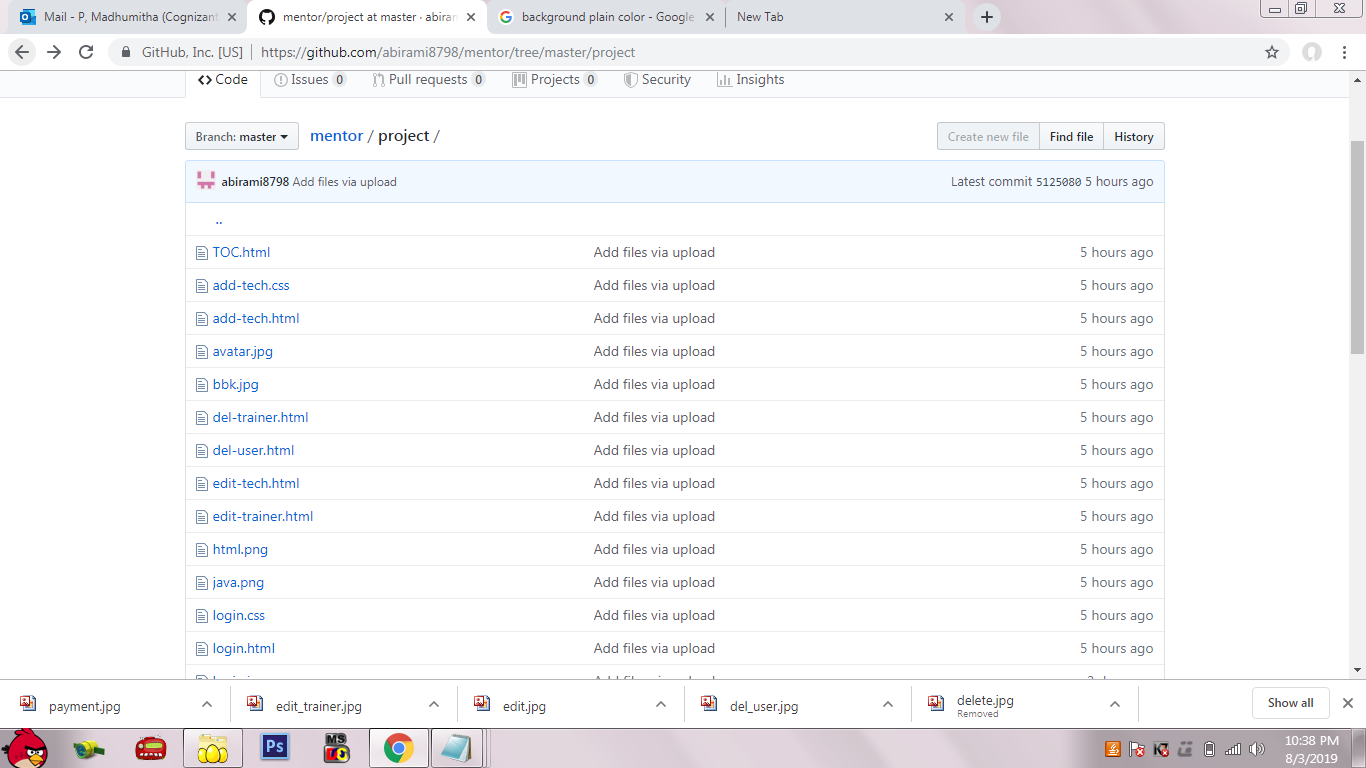 Mail - P, Madhumitha (Cognizant
mentor/project at master · abiram
background plain color - Google
New Tab
GitHub, Inc. [US] https://github.com/abirami8798/mentor/tree/master/project
Code Issues 0 Pull requests 0 Projects 0 Security Insights
Branch: master mentor / project / Create new file Find file History
abirami8798 Add files via upload Latest commit 5125080 5 hours ago
..
TOC.html Add files via upload 5 hours ago
add-tech.css Add files via upload 5 hours ago
add-tech.html Add files via upload 5 hours ago
avatar.jpg Add files via upload 5 hours ago
bbk.jpg Add files via upload 5 hours ago
del-trainer.html Add files via upload 5 hours ago
del-user.html Add files via upload 5 hours ago
edit-tech.html Add files via upload 5 hours ago
edit-trainer.html Add files via upload 5 hours ago
html.png Add files via upload 5 hours ago
java.png Add files via upload 5 hours ago
login.css Add files via upload 5 hours ago
login.html Add files via upload 5 hours ago
payment.jpg
edit_trainer.jpg
edit.jpg
del_user.jpg
delete.jpg
Removed
Show all
Ps
MS
10:38 PM
8/3/2019